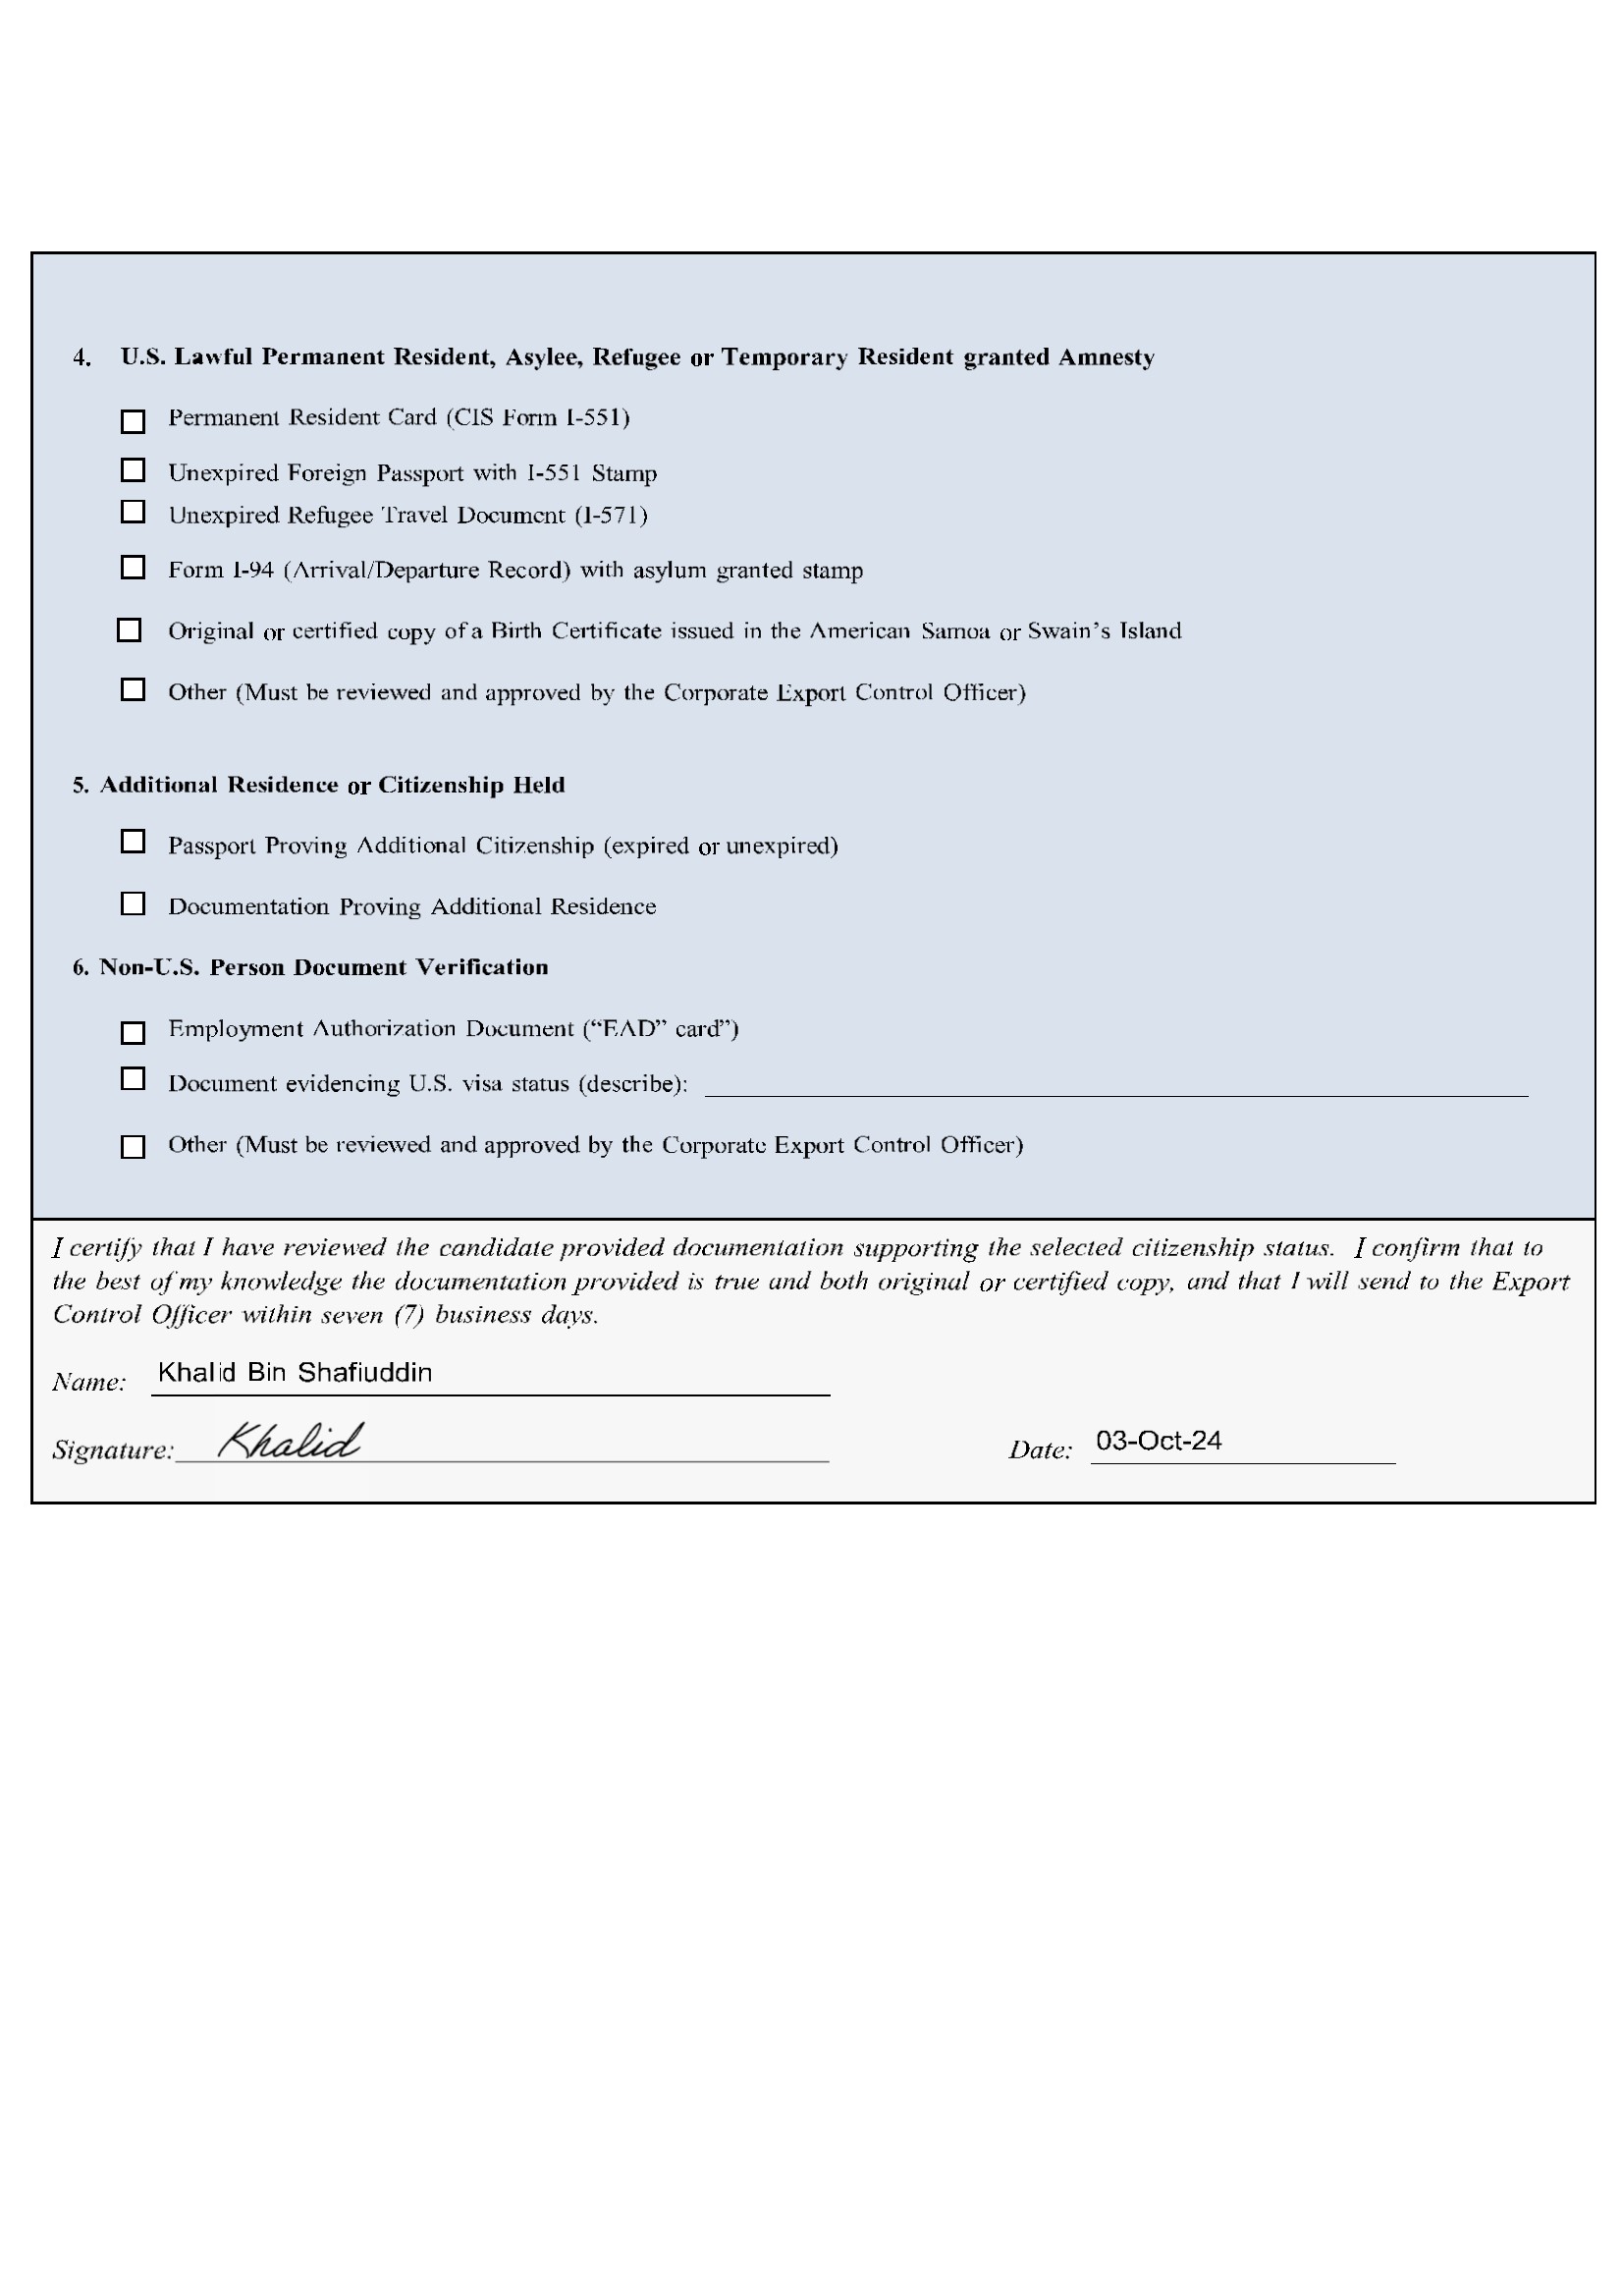 4. U.S. Lawful Permanent Resident, Asylee, Refugee or Temporary Resident granted Amnesty
Permanent Resident Card (CIS Form I-551)
Unexpired Foreign Passport with I-551 Stamp
Unexpired Refugee Travel Document (I-571)
Form I-94 (Arrival/Departure Record) with asylum granted stamp
Original or certified copy of a Birth Certificate issued in the American Samoa or Swain's Island
Other (Must be reviewed and approved by the Corporate Export Control Officer)
5. Additional Residence or Citizenship Held
Passport Proving Additional Citizenship (expired or unexpired)
Documentation Proving Additional Residence
6. Non-U.S. Person Document Verification
Employment Authorization Document (“EAD” card”)
Document evidencing U.S. visa status (describe):
Other (Must be reviewed and approved by the Corporate Export Control Officer)
I certify that I have reviewed the candidate provided documentation supporting the selected citizenship status. I confirm that to
the best of my knowledge the documentation provided is true and both original or certified copy, and that I will send to the Export
Control Officer within seven (7) business days.
Name: Khalid Bin Shafiuddin
Signature: Khalid Date: 03-Oct-24